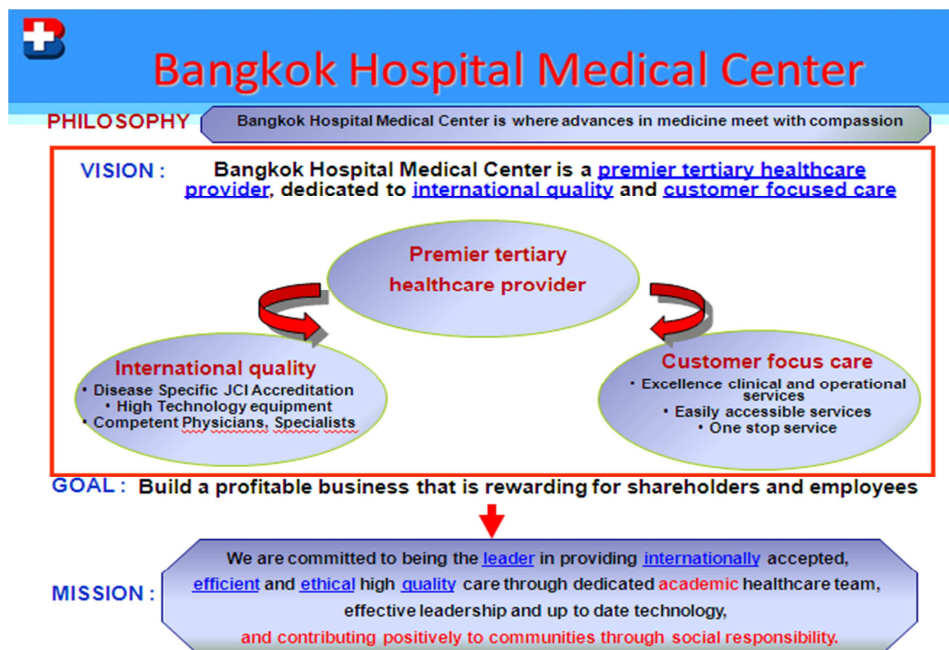 Bangkok Hospital Medical Center
PHILOSOPHY
Bangkok Hospital Medical Center is where advances in medicine meet with compassion
VISION :
Bangkok Hospital Medical Center is a premier tertiary healthcare
provider, dedicated to international quality and customer focused care
Premier tertiary
healthcare provider
International quality
• Disease Specific JCI Accreditation
• High Technology equipment
• Competent Physicians, Specialists
Customer focus care
• Excellence clinical and operational
services
• Easily accessible services
• One stop service
GOAL : Build a profitable business that is rewarding for shareholders and employees
MISSION :
We are committed to being the leader in providing internationally accepted,
efficient and ethical high quality care through dedicated academic healthcare team,
effective leadership and up to date technology,
and contributing positively to communities through social responsibility.